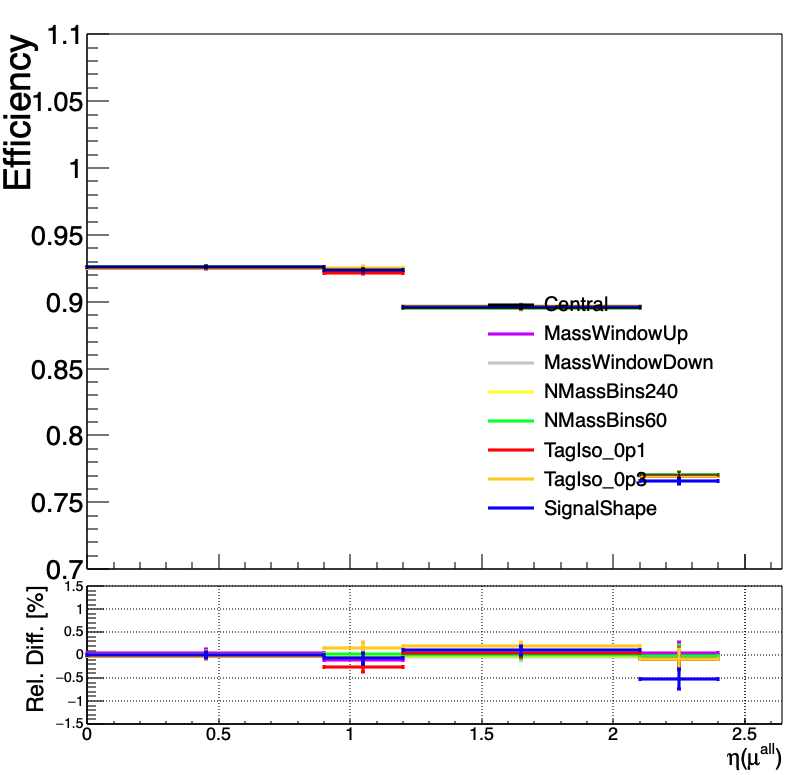 Efficiency
1.1
1.05
1
0.95
0.9
0.85
0.8
0.75
0.7
Central
MassWindowUp
MassWindowDown
NMassBins240
NMassBins60
TagIso_0p1
TagIso_0p3
SignalShape
Rel. Diff. [%]
1.5
1
0.5
0
−0.5
−1
−1.5
0 0.5 1 1.5 2 2.5
η(μ^all)